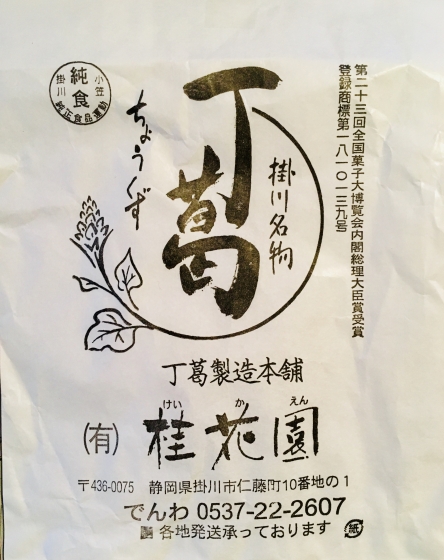 第二十三回全国菓子大博覧会内閣総理大臣賞受賞
登録商標第一八一〇一三九号
小笠
掛川
純食
純正食品運動
掛川名物
丁葛
ちょうくず
丁葛製造本舗
(有) 桂花園
けい か えん
〒436-0075 静岡県掛川市仁藤町10番地の1
でんわ 0537-22-2607
各地発送承っております 紙